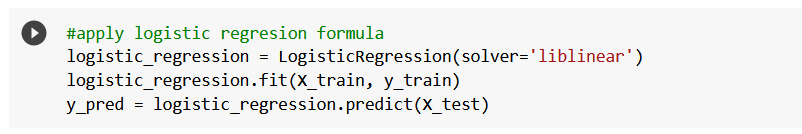 #apply logistic regresion formula
logistic_regression = LogisticRegression(solver='liblinear')
logistic_regression.fit(X_train, y_train)
y_pred = logistic_regression.predict(X_test)